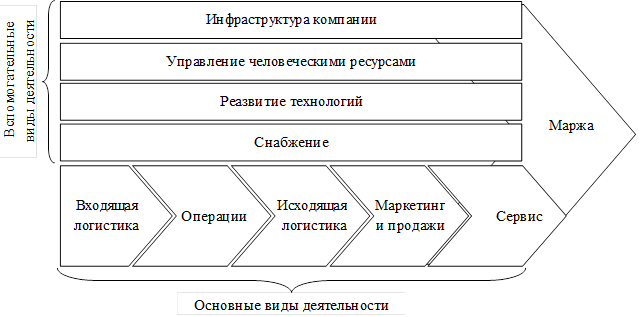 Вспомогательные
виды деятельности
Инфраструктура компании
Управление человеческими ресурсами
Реазвитие технологий
Снабжение
Маржа
Входящая
логистика
Операции
Исходящая
логистика
Маркетинг
и продажи
Сервис
Основные виды деятельности